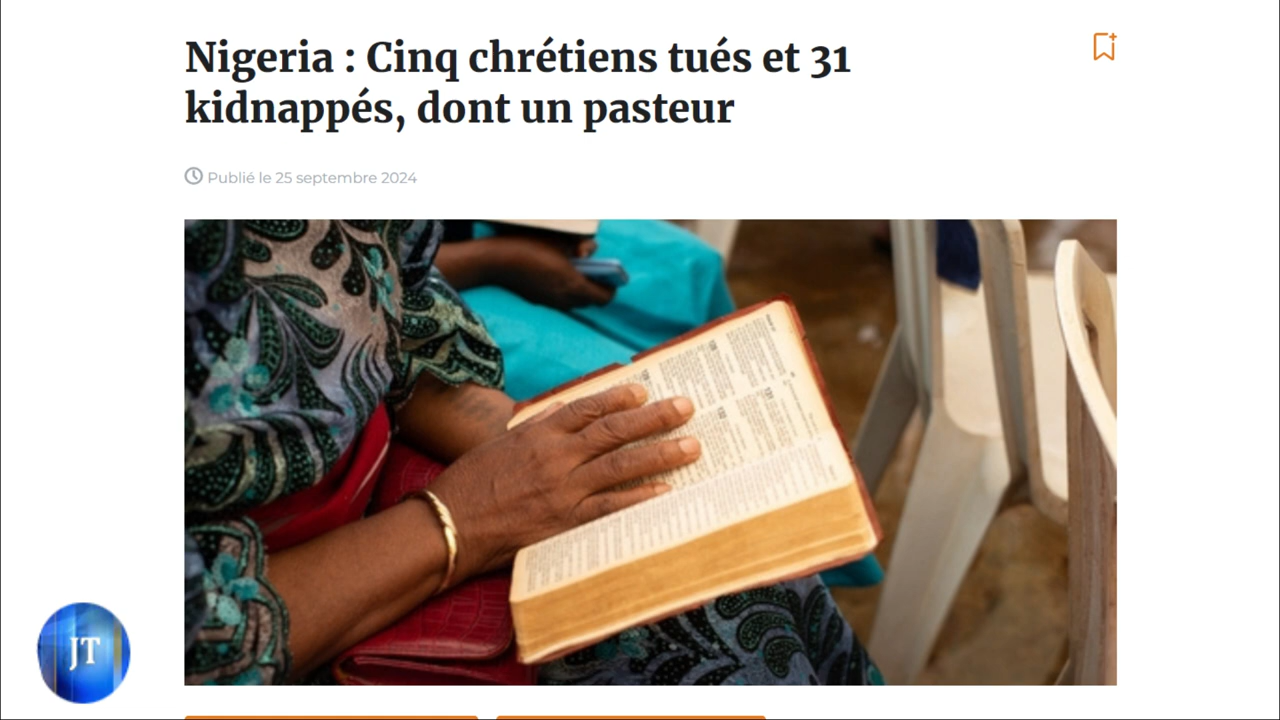 Nigeria : Cinq chrétiens tués et 31
kidnappés, dont un pasteur
Publié le 25 septembre 2024
JT